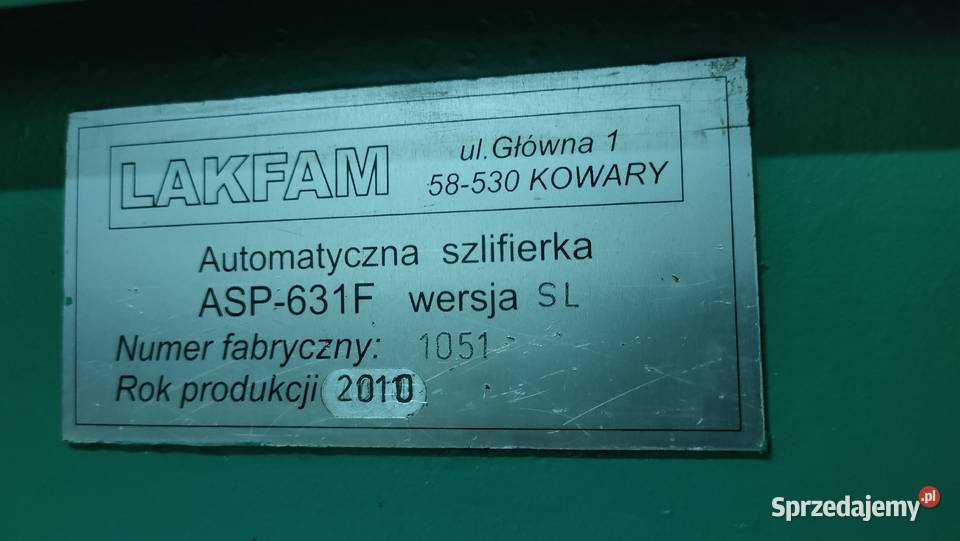 LAKFAM
ul.Główna 1
58-530 KOWARY
Automatyczna szlifierka
ASP-631F wersja SL
Numer fabryczny: 1051
Rok produkcji 2010
Sprzedajemy.pl